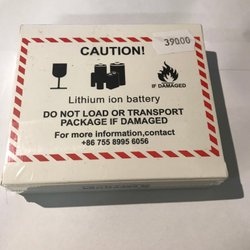 390.00
CAUTION!
IF DAMAGED
Lithium ion battery
DO NOT LOAD OR TRANSPORT
PACKAGE IF DAMAGED
For more information,contact
+86 755 8995 6056